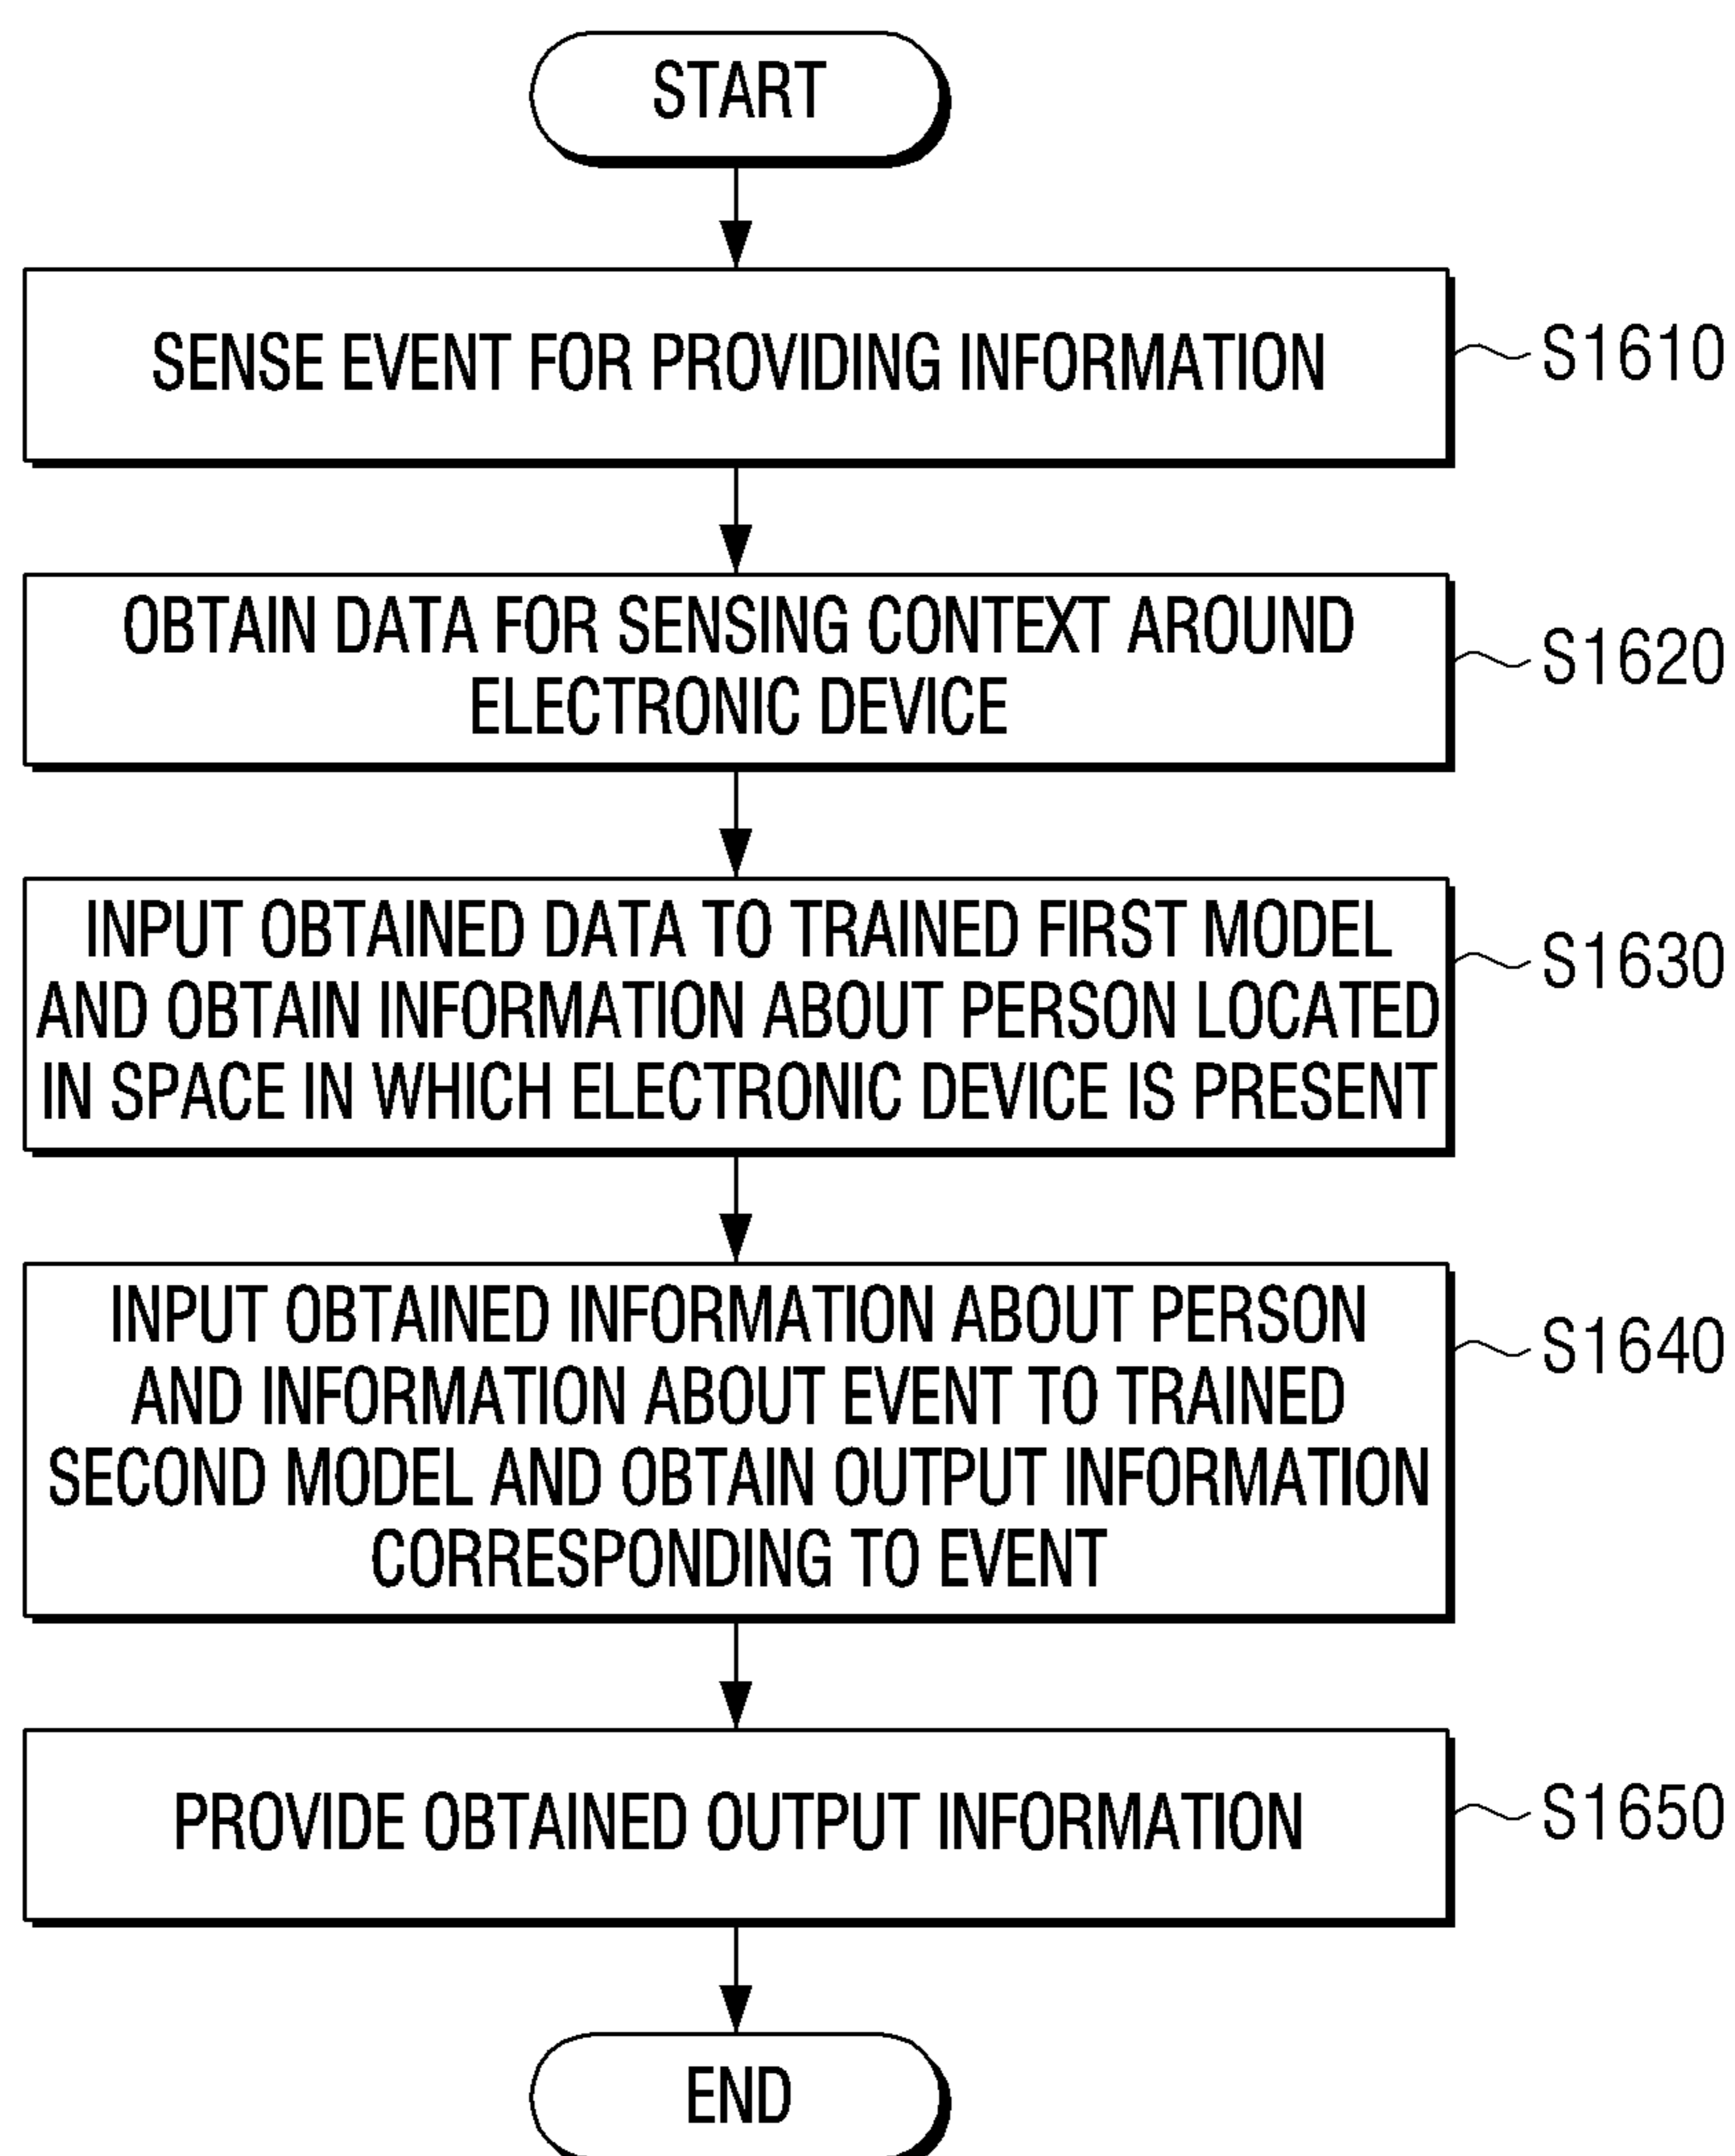 START
SENSE EVENT FOR PROVIDING INFORMATION
S1610
OBTAIN DATA FOR SENSING CONTEXT AROUND
ELECTRONIC DEVICE
S1620
INPUT OBTAINED DATA TO TRAINED FIRST MODEL
AND OBTAIN INFORMATION ABOUT PERSON LOCATED
IN SPACE IN WHICH ELECTRONIC DEVICE IS PRESENT
S1630
INPUT OBTAINED INFORMATION ABOUT PERSON
AND INFORMATION ABOUT EVENT TO TRAINED
SECOND MODEL AND OBTAIN OUTPUT INFORMATION
CORRESPONDING TO EVENT
S1640
PROVIDE OBTAINED OUTPUT INFORMATION
S1650
END